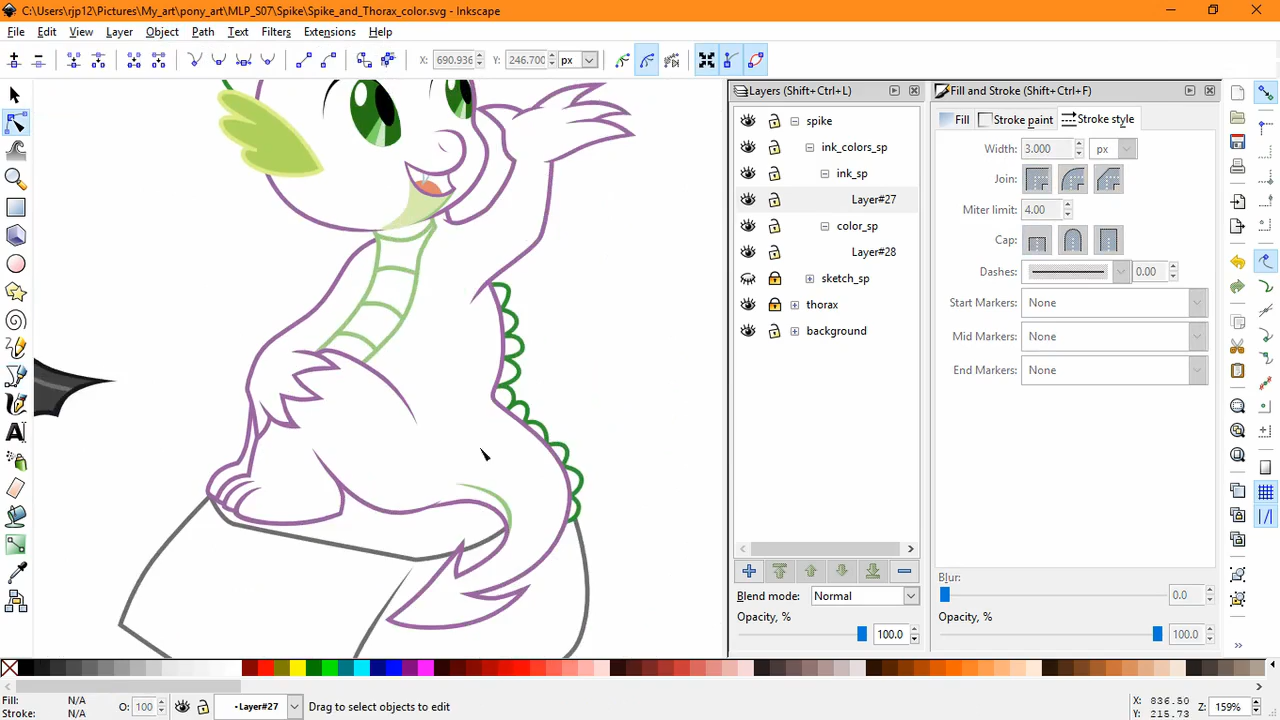 C:\Users\rjp12\Pictures\My_art\pony_art\MLP_S07\Spike\Spike_and_Thorax_color.svg - Inkscape
File Edit View Layer Object Path Text Filters Extensions Help
X: 690.936 Y: 246.700 px
Layers (Shift+Ctrl+L)
spike
ink_colors_sp
ink_sp
Layer#27
color_sp
Layer#28
sketch_sp
thorax
background
Blend mode: Normal
Opacity, % 100.0
Fill and Stroke (Shift+Ctrl+F)
Fill Stroke paint Stroke style
Width: 3.000 px
Join:
Miter limit: 4.00
Cap:
Dashes: 0.00
Start Markers: None
Mid Markers: None
End Markers: None
Blur: 0.0
Opacity, % 100.0
Fill: N/A
Stroke: N/A
O: 100
•Layer#27
Drag to select objects to edit
X: 836.50
Y: 215.73
Z: 159%